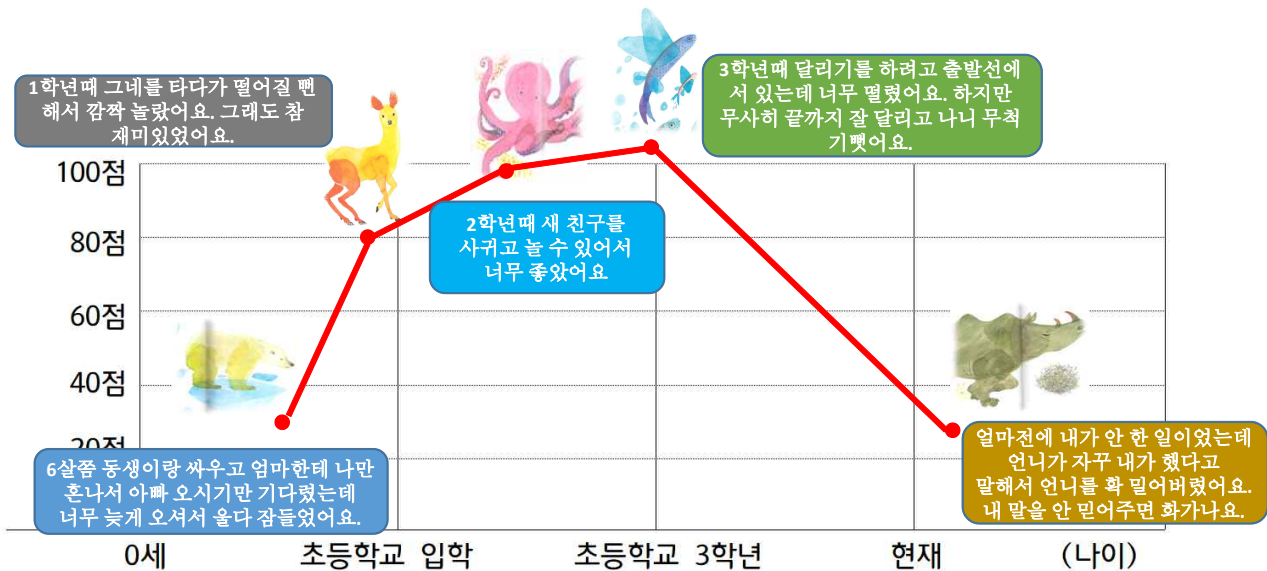 1학년때 그네를 타다가 떨어질 뻔
해서 깜짝 놀랐어요. 그래도 참
재미있었어요.
3학년때 달리기를 하려고 출발선에
서 있는데 너무 떨렸어요. 하지만
무사히 끝까지 잘 달리고 나니 무척
기뻣어요.
100점
2학년때 새 친구를
사귀고 놀 수 있어서
너무 좋았어요
80점
60점
40점
20점
6살쯤 동생이랑 싸우고 엄마한테 나만
혼나서 아빠 오시기만 기다렸는데
너무 늦게 오셔서 울다 잠들었어요.
얼마전에 내가 안 한 일이었는데
언니가 자꾸 내가 했다고
말해서 언니를 확 밀어버렸어요.
내 말을 안 믿어주면 화가나요.
0세
초등학교 입학
초등학교 3학년
현재
(나이)